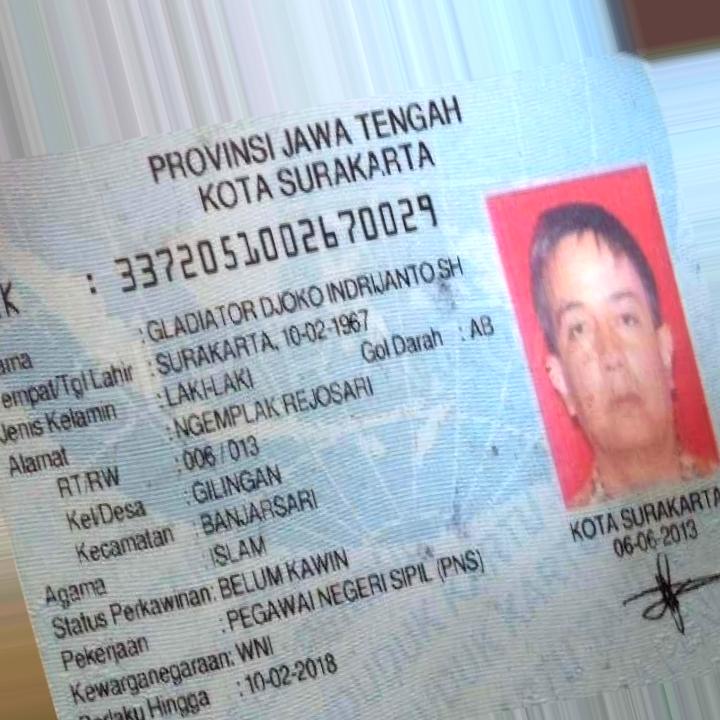 PROVINSI JAWA TENGAH
KOTA SURAKARTA
: 3372051002670029
:GLADIATOR DJOKO INDRIJANTO SH
Tempat/Tgl Lahir :SURAKARTA, 10-02-1967
Jenis Kelamin :LAKI-LAKI Gol Darah : AB
Alamat :NGEMPLAK REJOSARI
RT/RW :006 / 013
Kel/Desa :GILINGAN
Kecamatan :BANJARSARI
Agama :ISLAM
Status Perkawinan: BELUM KAWIN
Pekerjaan :PEGAWAI NEGERI SIPIL (PNS)
Kewarganegaraan: WNI
Berlaku Hingga :10-02-2018
KOTA SURAKARTA
06-06-2013